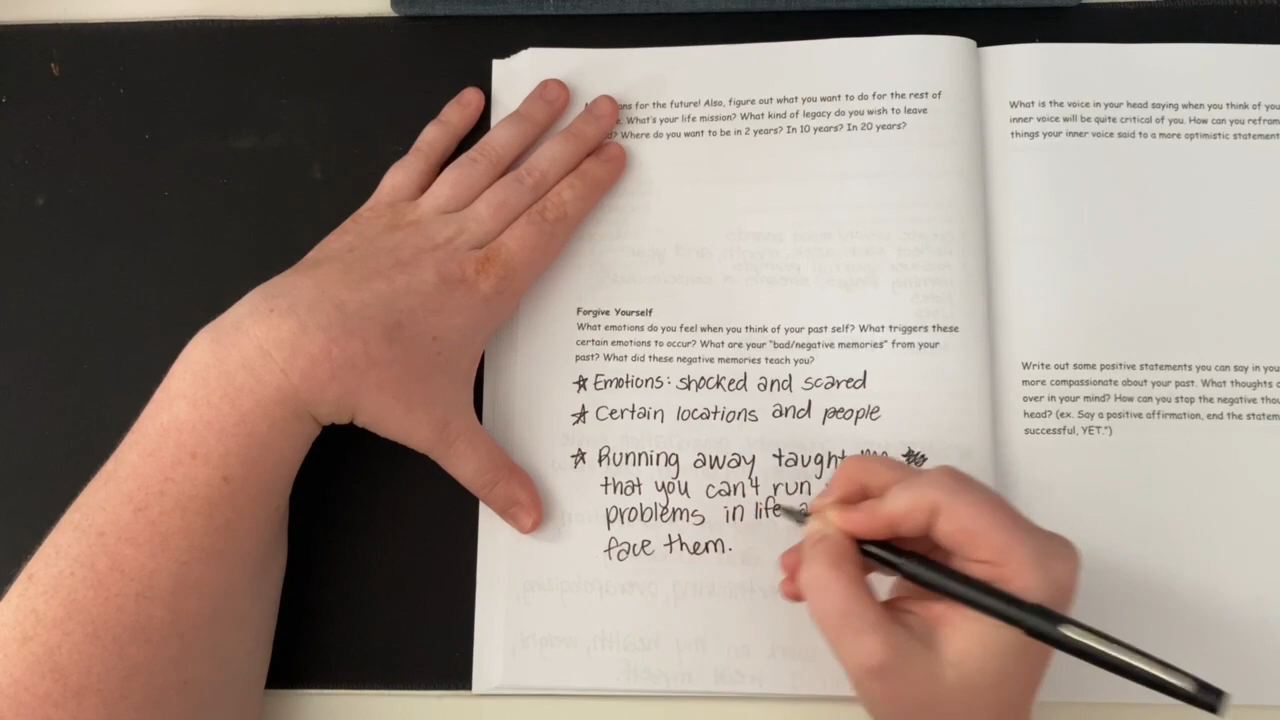 ans for the future! Also, figure out what you want to do for the rest of
e. What's your life mission? What kind of legacy do you wish to leave
d? Where do you want to be in 2 years? In 10 years? In 20 years?
Forgive Yourself
What emotions do you feel when you think of your past self? What triggers these
certain emotions to occur? What are your "bad/negative memories" from your
past? What did these negative memories teach you?
☆ Emotions: shocked and scared
☆ Certain locations and people
☆ Running away taught me
that you can't run
problems in life a
face them.
What is the voice in your head saying when you think of you
inner voice will be quite critical of you. How can you refram
things your inner voice said to a more optimistic statement
Write out some positive statements you can say in you
more compassionate about your past. What thoughts
over in your mind? How can you stop the negative thou
head? (ex. Say a positive affirmation, end the statem
successful, YET.")